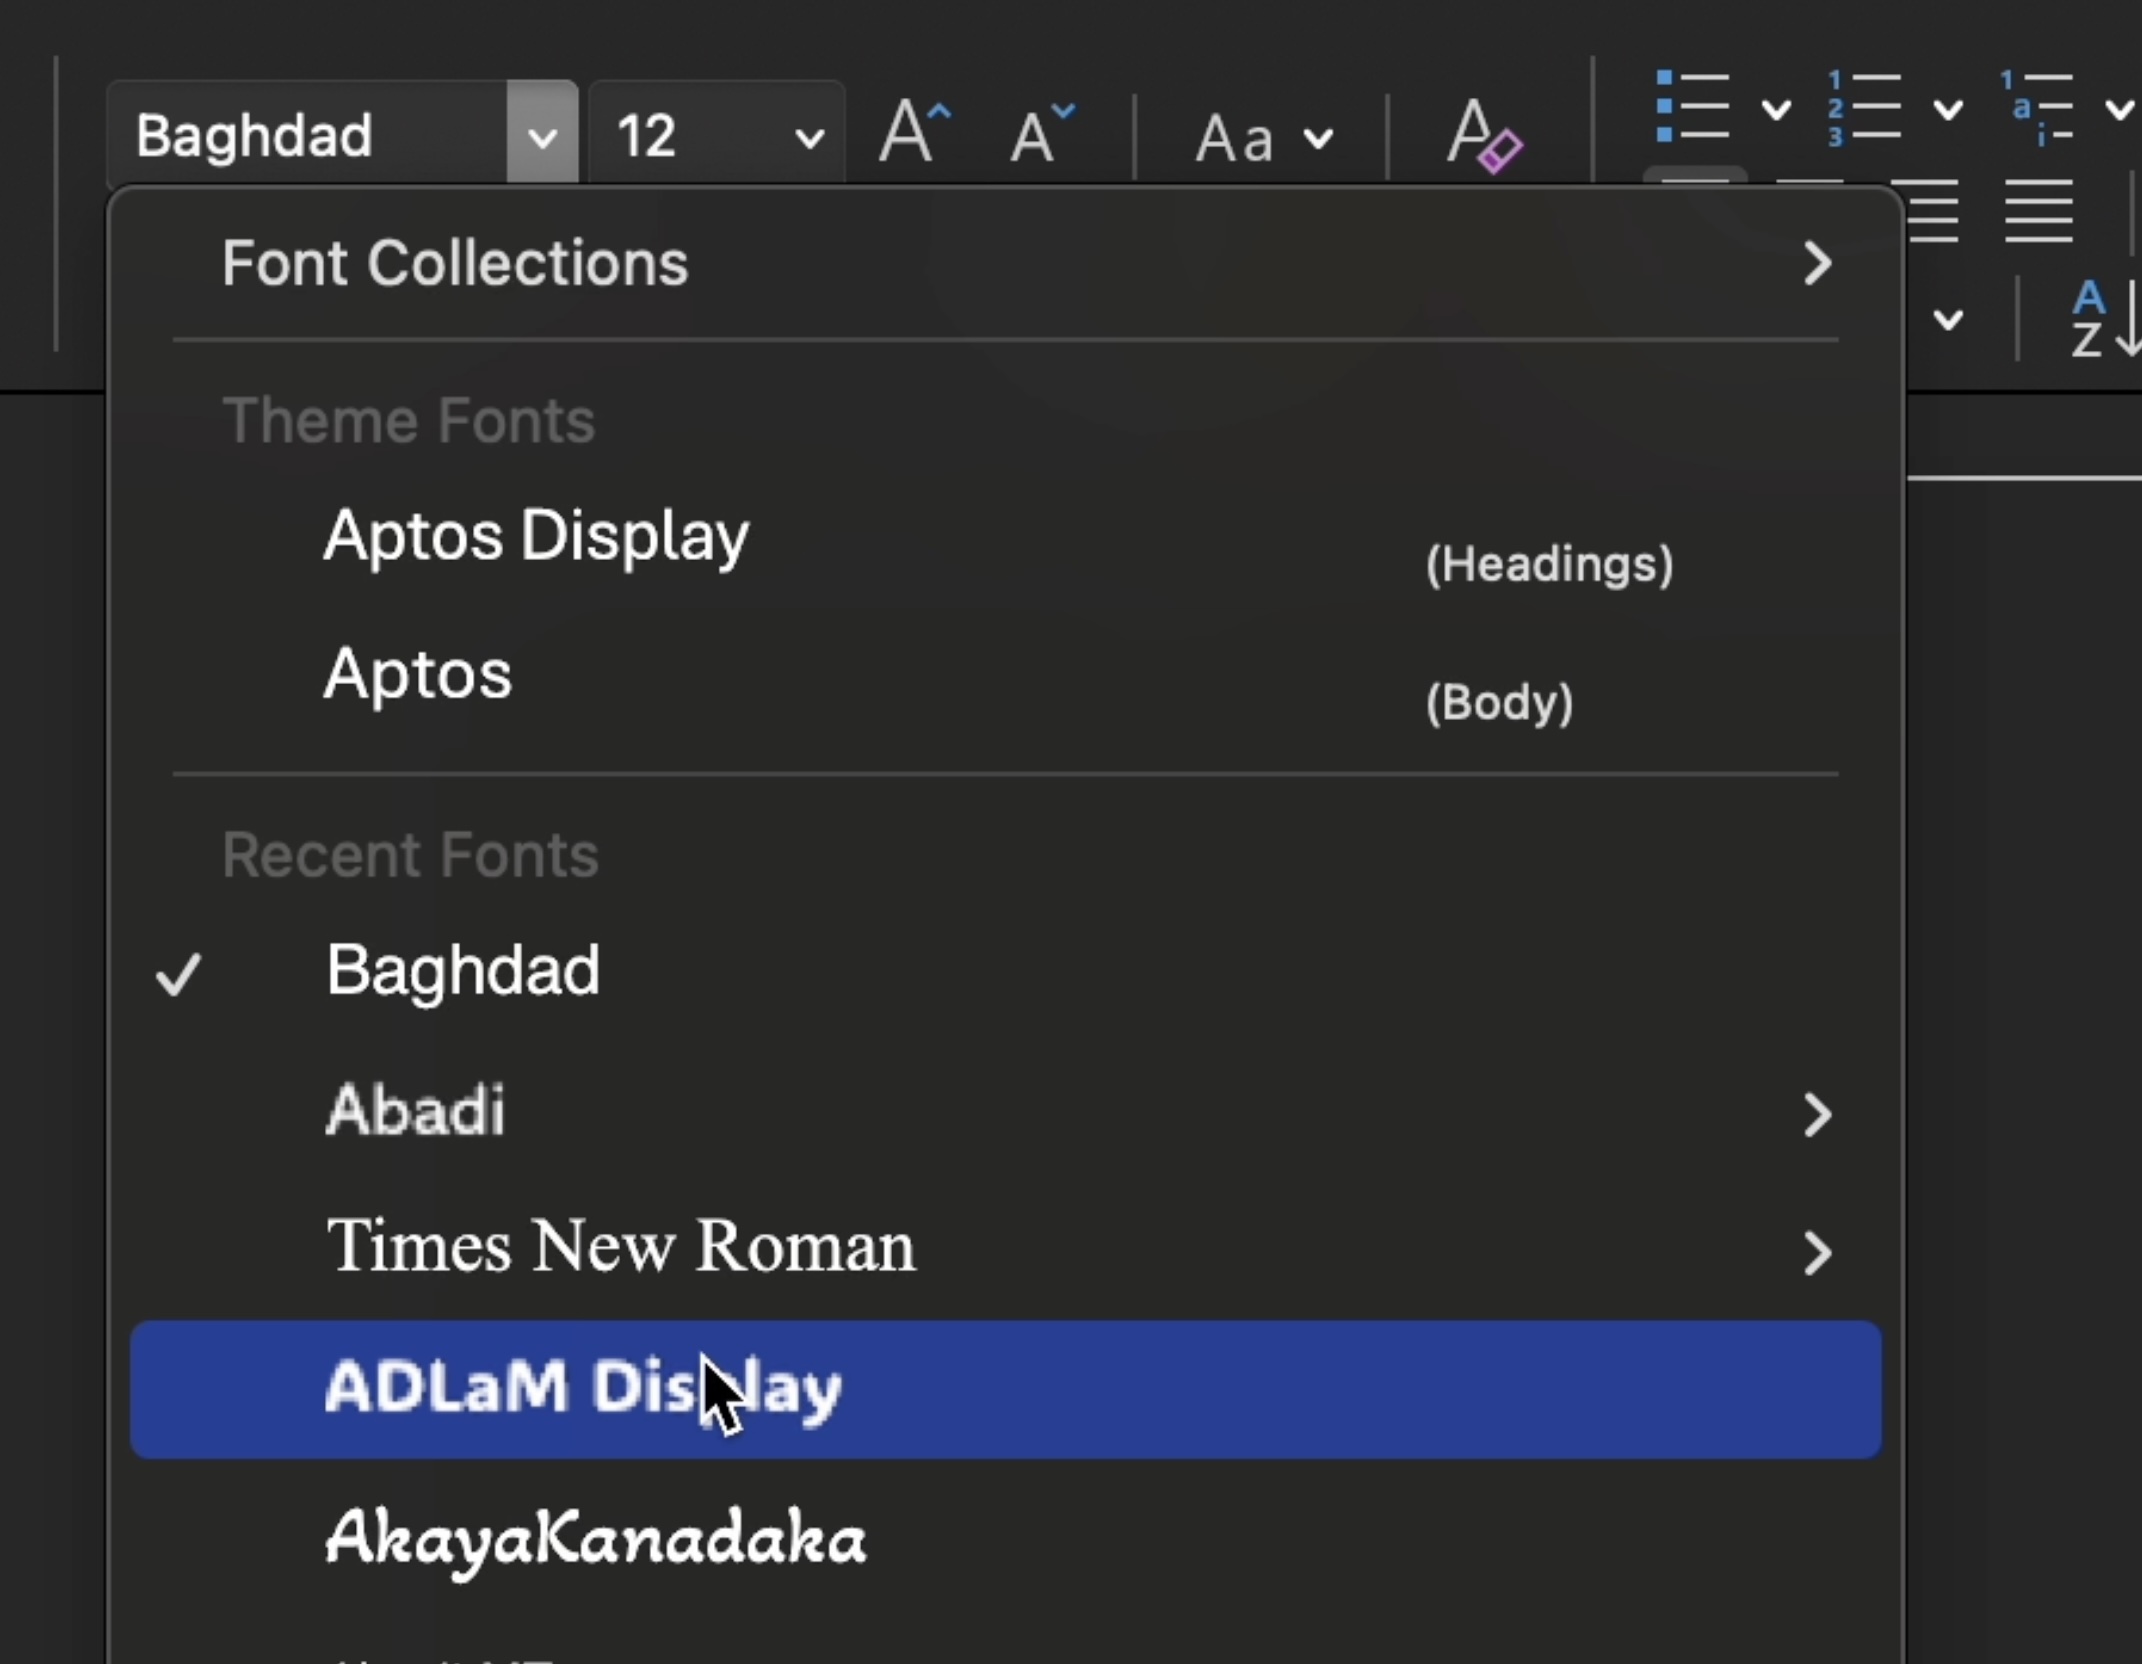 Baghdad 12 Aa
Font Collections
Theme Fonts
Aptos Display (Headings)
Aptos (Body)
Recent Fonts
Baghdad
Abadi
Times New Roman
ADLaM Display
AkayaKanadaka